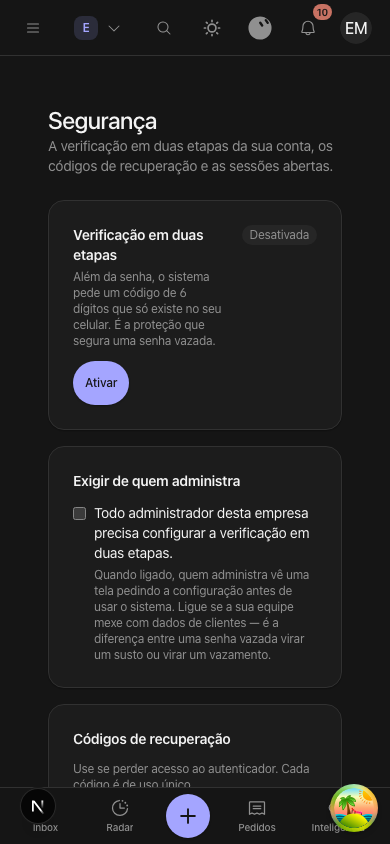 E
10
EM
Segurança
A verificação em duas etapas da sua conta, os
códigos de recuperação e as sessões abertas.
Verificação em duas
etapas
Desativada
Além da senha, o sistema
pede um código de 6
dígitos que só existe no seu
celular. É a proteção que
segura uma senha vazada.
Ativar
Exigir de quem administra
Todo administrador desta empresa
precisa configurar a verificação em
duas etapas.
Quando ligado, quem administra vê uma
tela pedindo a configuração antes de
usar o sistema. Ligue se a sua equipe
mexe com dados de clientes — é a
diferença entre uma senha vazada virar
um susto ou virar um vazamento.
Códigos de recuperação
Use se perder acesso ao autenticador. Cada
código é de uso único.
N
Inbox
Radar
Pedidos